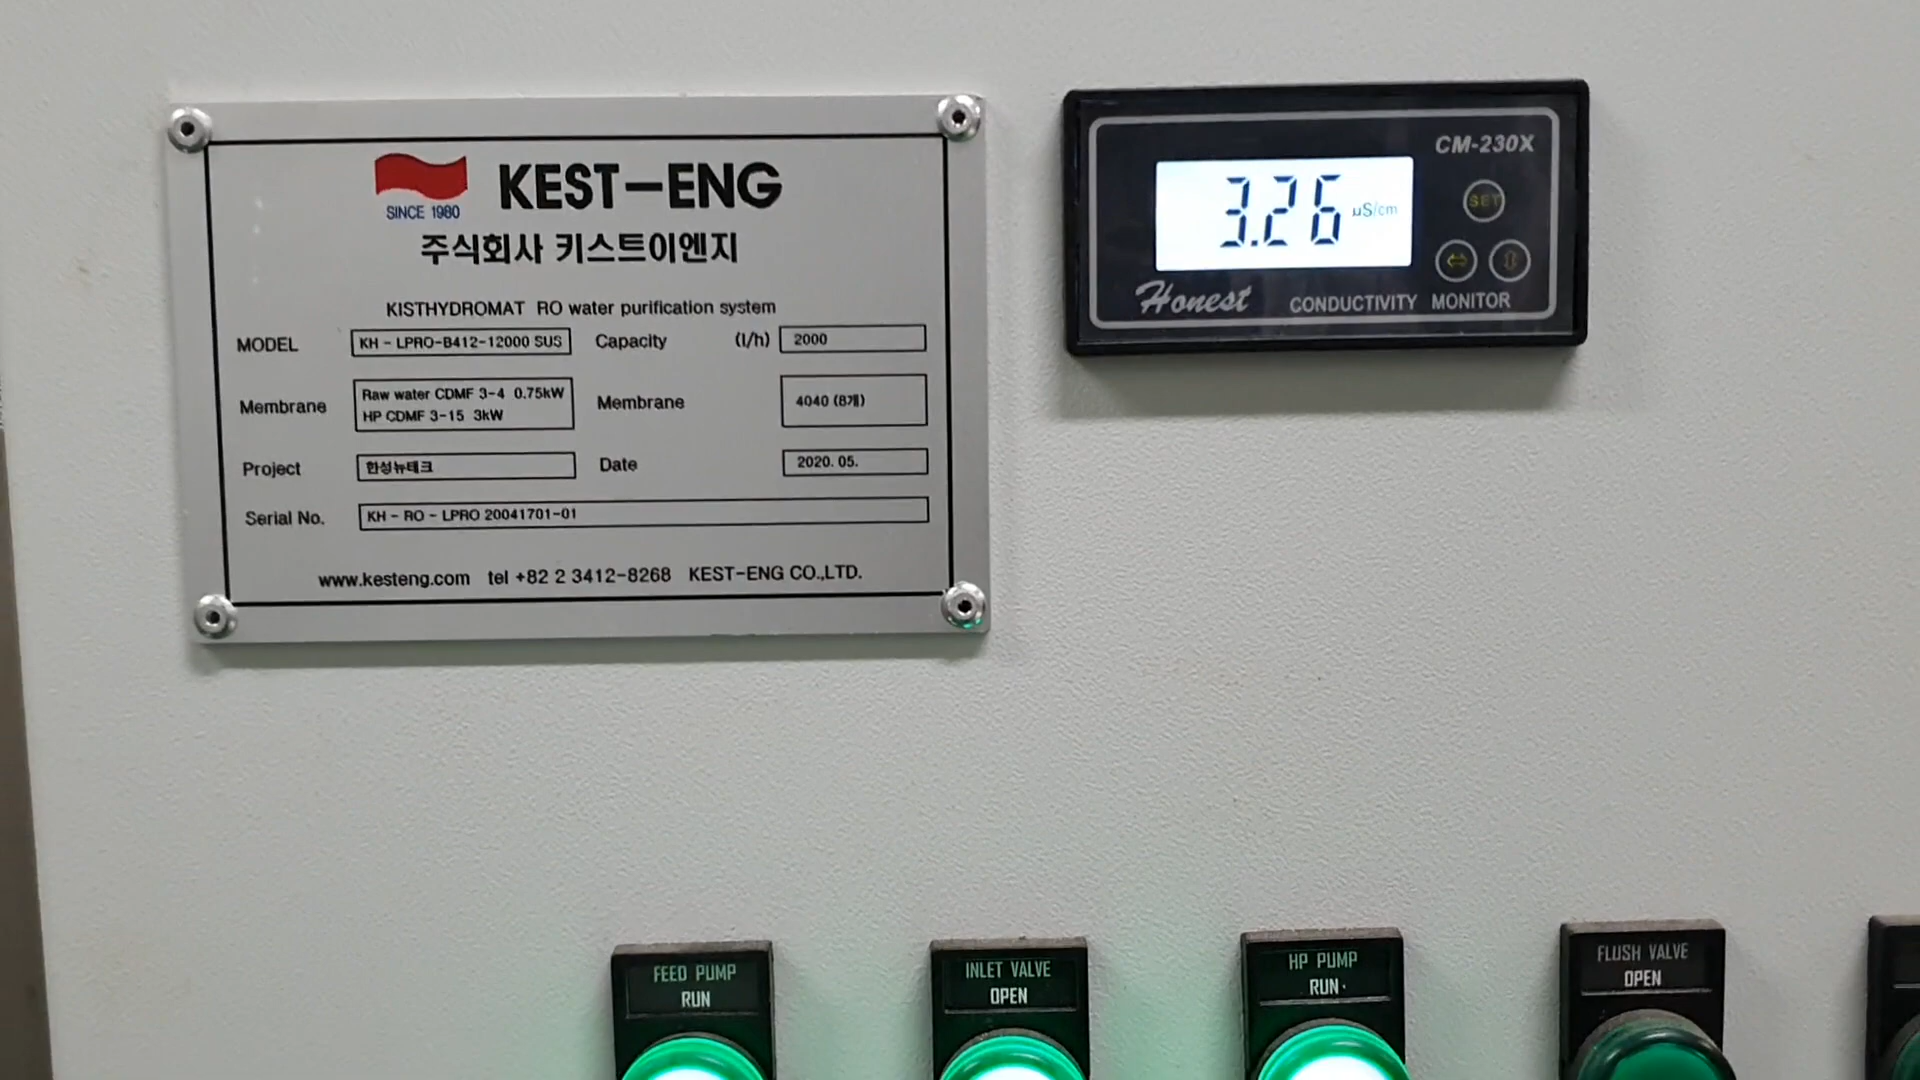 SINCE 1980
KEST-ENG
주식회사 키스트이엔지
KISTHYDROMAT RO water purification system
MODEL KH - LPRO-B412-12000 SUS Capacity (l/h) 2000
Membrane Raw water CDMF 3-4 0.75kW
HP CDMF 3-15 3kW
Membrane 4040 (8개)
Project 한성뉴테크 Date 2020. 05.
Serial No. KH - RO - LPRO 20041701-01
www.kesteng.com tel +82 2 3412-8268 KEST-ENG CO.,LTD.
CM-230X
3.26 µS/cm
SET
Honest CONDUCTIVITY MONITOR
FEED PUMP
RUN
INLET VALVE
OPEN
HP PUMP
RUN
FLUSH VALVE
OPEN